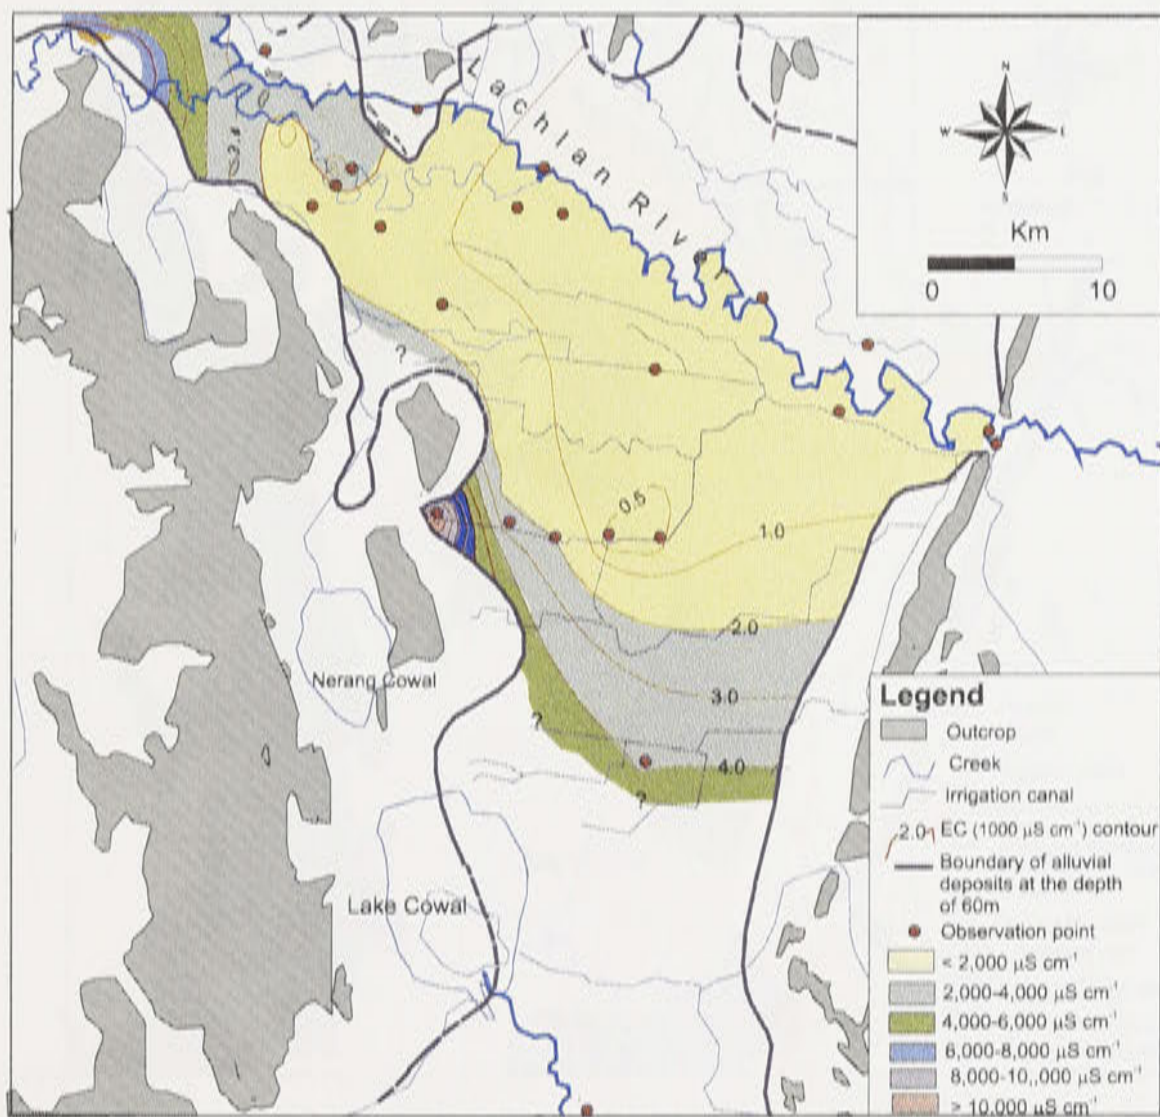 N
W
E
S
Km
0 10
Lachlan River
2.1
?
0.5
1.0
2.0
Nerang Cowal
3.0
?
4.0
?
Lake Cowal
Legend
Outcrop
Creek
Irrigation canal
2.0 EC (1000 µS cm⁻¹) contour
Boundary of alluvial
deposits at the depth
of 60m
Observation point
< 2,000 µS cm⁻¹
2,000-4,000 µS cm⁻¹
4,000-6,000 µS cm⁻¹
6,000-8,000 µS cm⁻¹
8,000-10,,000 µS cm⁻¹
> 10,000 µS cm⁻¹